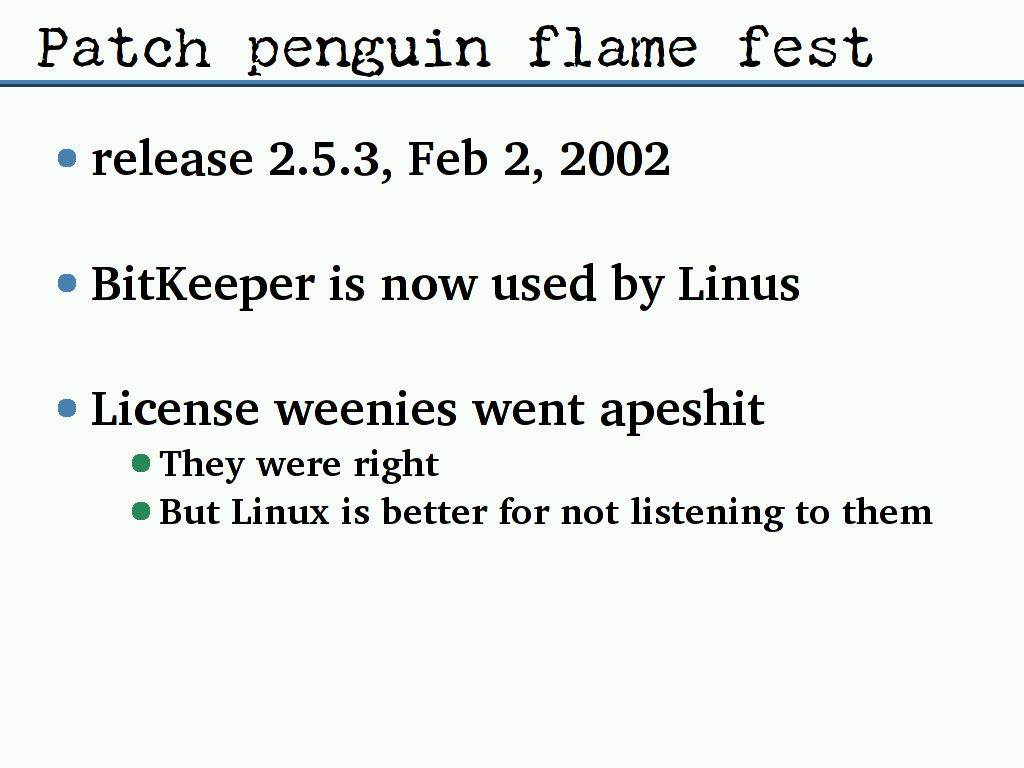 Patch penguin flame fest
release 2.5.3, Feb 2, 2002
BitKeeper is now used by Linus
License weenies went apeshit
They were right
But Linux is better for not listening to them